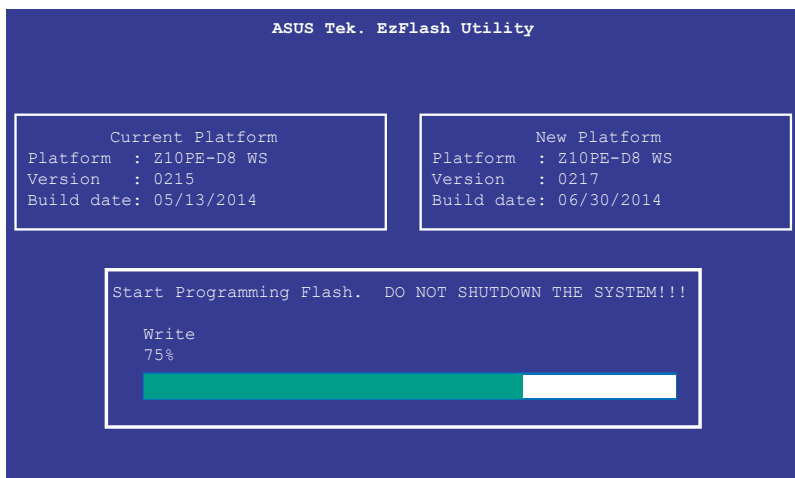 ASUS Tek. EzFlash Utility
Current Platform
Platform : Z10PE-D8 WS
Version : 0215
Build date: 05/13/2014
New Platform
Platform : Z10PE-D8 WS
Version : 0217
Build date: 06/30/2014
Start Programming Flash. DO NOT SHUTDOWN THE SYSTEM!!!
Write
75%